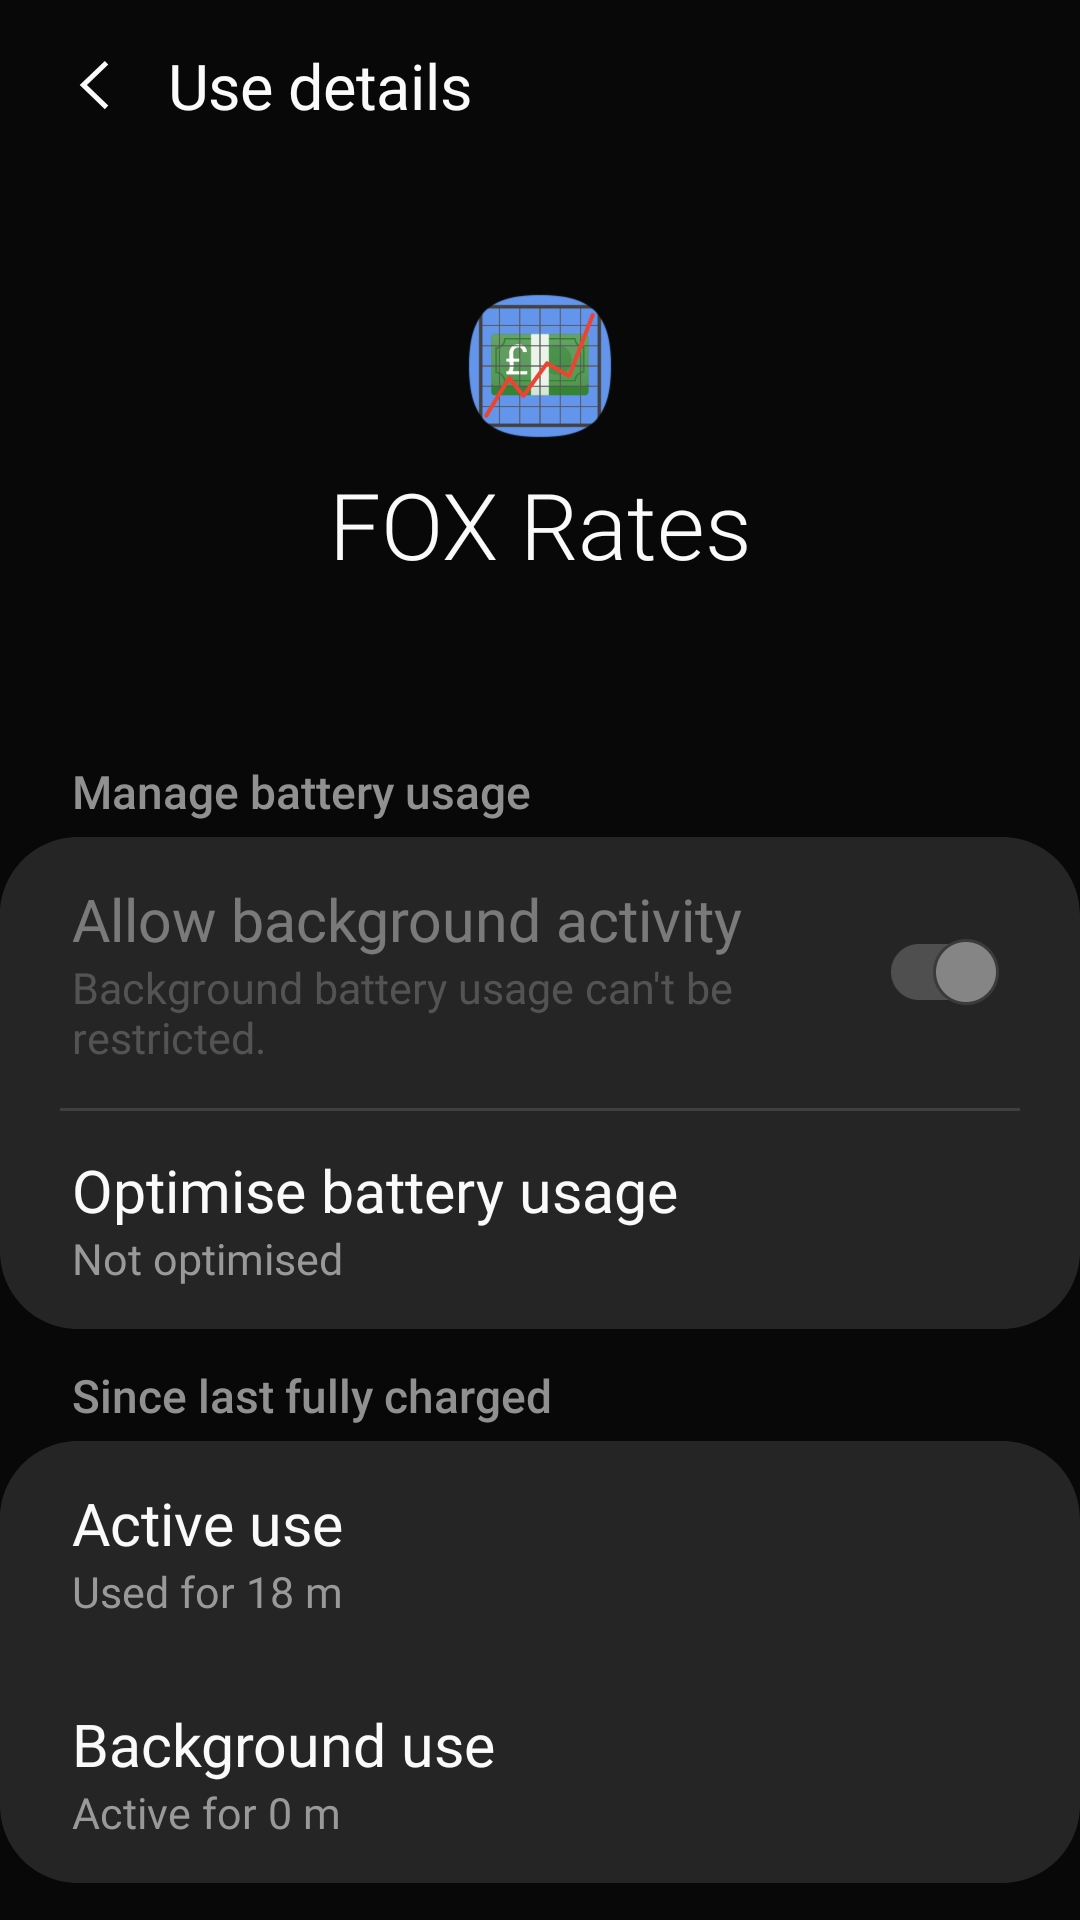 Use details
£
FOX Rates
Manage battery usage
Allow background activity
Background battery usage can't be
restricted.
Optimise battery usage
Not optimised
Since last fully charged
Active use
Used for 18 m
Background use
Active for 0 m